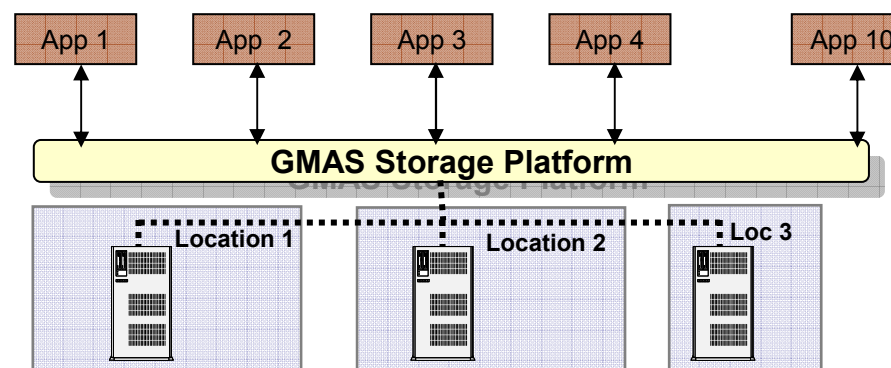 App 1
App 2
App 3
App 4
App 10
GMAS Storage Platform
Location 1
Location 2
Loc 3